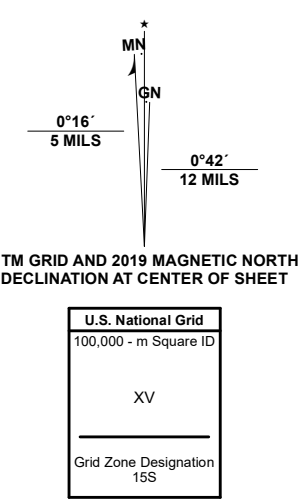 MN
GN
0°16´
5 MILS
0°42´
12 MILS
TM GRID AND 2019 MAGNETIC NORTH
DECLINATION AT CENTER OF SHEET
U.S. National Grid
100,000 - m Square ID
XV
Grid Zone Designation
15S